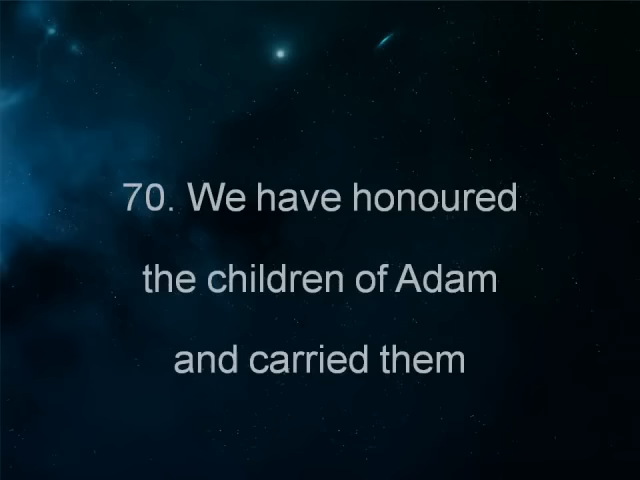 70. We have honoured
the children of Adam
and carried them